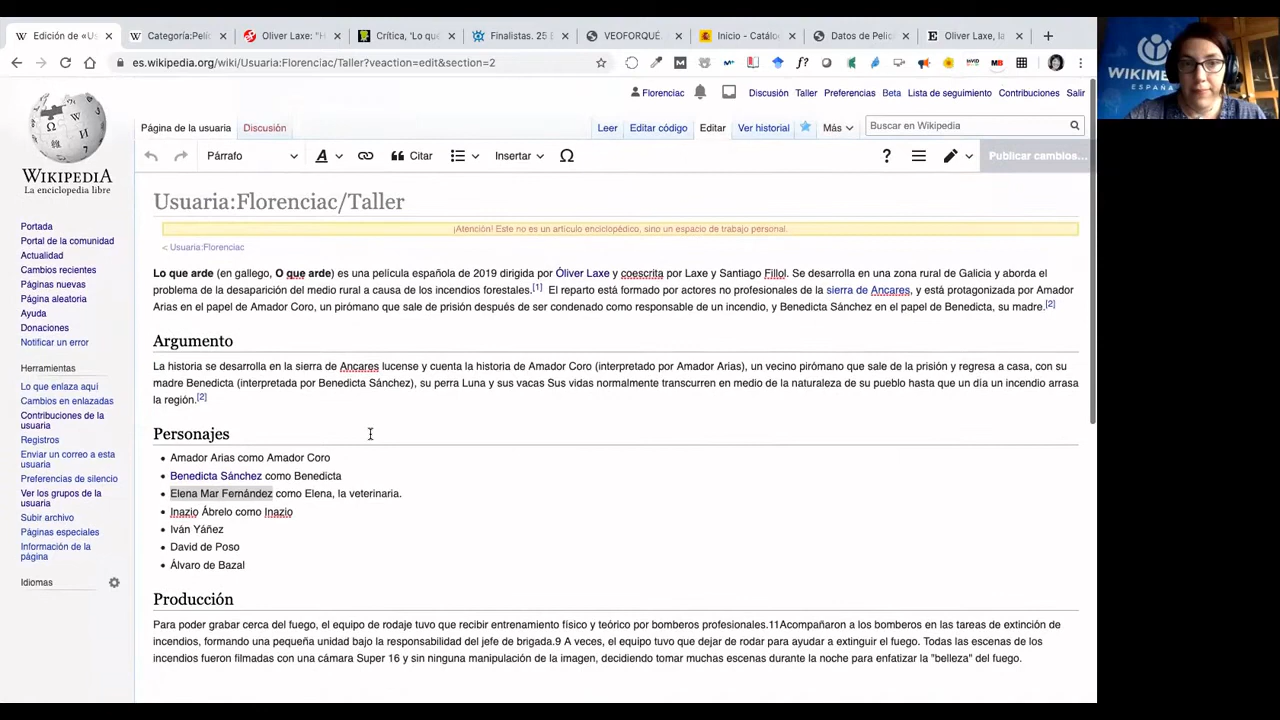 Edición de «Us
Categoría:Pelíc
Oliver Laxe: "H
Crítica, 'Lo que
Finalistas. 25 E
VEOFORQUÉ.
Inicio - Catálo
Datos de Pelíc
Oliver Laxe, la
es.wikipedia.org/wiki/Usuaria:Florenciac/Taller?veaction=edit&section=2
WIKIME
ESPAÑA
Florenciac Discusión Taller Preferencias Beta Lista de seguimiento Contribuciones Salir
Página de la usuaria Discusión Leer Editar código Editar Ver historial Más Buscar en Wikipedia
WIKIPEDIA
La enciclopedia libre
Párrafo A Citar Insertar Ω ? Publicar cambios...
Portada
Portal de la comunidad
Actualidad
Cambios recientes
Páginas nuevas
Página aleatoria
Ayuda
Donaciones
Notificar un error
Herramientas
Lo que enlaza aquí
Cambios en enlazadas
Contribuciones de la
usuaria
Registros
Enviar un correo a esta
usuaria
Preferencias de silencio
Ver los grupos de la
usuaria
Subir archivo
Páginas especiales
Información de la
página
Idiomas
Usuaria:Florenciac/Taller
¡Atención! Este no es un artículo enciclopédico, sino un espacio de trabajo personal.
< Usuaria:Florenciac
Lo que arde (en gallego, O que arde) es una película española de 2019 dirigida por Óliver Laxe y coescrita por Laxe y Santiago Fillol. Se desarrolla en una zona rural de Galicia y aborda el
problema de la desaparición del medio rural a causa de los incendios forestales.[1] El reparto está formado por actores no profesionales de la sierra de Ancares, y está protagonizada por Amador
Arias en el papel de Amador Coro, un pirómano que sale de prisión después de ser condenado como responsable de un incendio, y Benedicta Sánchez en el papel de Benedicta, su madre.[2]
Argumento
La historia se desarrolla en la sierra de Ancares lucense y cuenta la historia de Amador Coro (interpretado por Amador Arias), un vecino pirómano que sale de la prisión y regresa a casa, con su
madre Benedicta (interpretada por Benedicta Sánchez), su perra Luna y sus vacas Sus vidas normalmente transcurren en medio de la naturaleza de su pueblo hasta que un día un incendio arrasa
la región.[2]
Personajes
• Amador Arias como Amador Coro
• Benedicta Sánchez como Benedicta
• Elena Mar Fernández como Elena, la veterinaria.
• Inazio Ábrelo como Inazio
• Iván Yáñez
• David de Poso
• Álvaro de Bazal
Producción
Para poder grabar cerca del fuego, el equipo de rodaje tuvo que recibir entrenamiento físico y teórico por bomberos profesionales.11Acompañaron a los bomberos en las tareas de extinción de
incendios, formando una pequeña unidad bajo la responsabilidad del jefe de brigada.9 A veces, el equipo tuvo que dejar de rodar para ayudar a extinguir el fuego. Todas las escenas de los
incendios fueron filmadas con una cámara Super 16 y sin ninguna manipulación de la imagen, decidiendo tomar muchas escenas durante la noche para enfatizar la "belleza" del fuego.